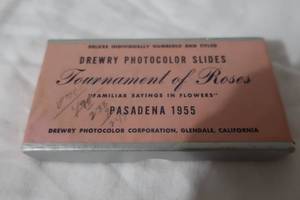 DELUXE INDIVIDUALLY NUMBERED AND TITLED
DREWRY PHOTOCOLOR SLIDES
Tournament of Roses
"FAMILIAR SAYINGS IN FLOWERS"
PASADENA 1955
DREWRY PHOTOCOLOR CORPORATION, GLENDALE, CALIFORNIA